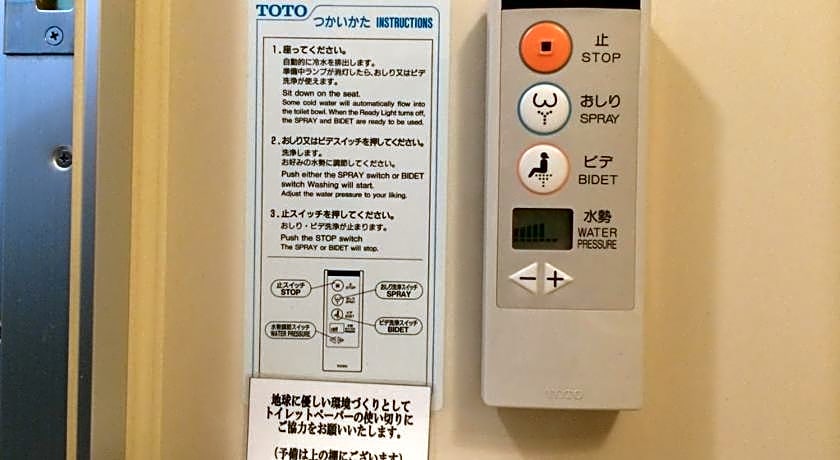 TOTO つかいかた INSTRUCTIONS
1. 座ってください。
自動的に冷水を排出します。
準備中ランプが消灯したら、おしり又はビデ
洗浄が使えます。
Sit down on the seat.
Some cold water will automatically flow into
the toilet bowl. When the Ready Light turns off,
the SPRAY and BIDET are ready to be used.
2. おしり又はビデスイッチを押してください。
洗浄します。
お好みの水勢に調節してください。
Push either the SPRAY switch or BIDET
switch Washing will start.
Adjust the water pressure to your liking.
3. 止スイッチを押してください。
おしり・ビデ洗浄が止まります。
Push the STOP switch
The SPRAY or BIDET will stop.
止スイッチ
STOP
おしり洗浄スイッチ
SPRAY
水勢調節スイッチ
WATER PRESSURE
ビデ洗浄スイッチ
BIDET
地球に優しい環境づくりとして
トイレットペーパーの使い切りに
ご協力をお願いいたします。
(予備は上の棚にございます)
止
STOP
おしり
SPRAY
ビデ
BIDET
水勢
WATER
PRESSURE
− +
TOTO